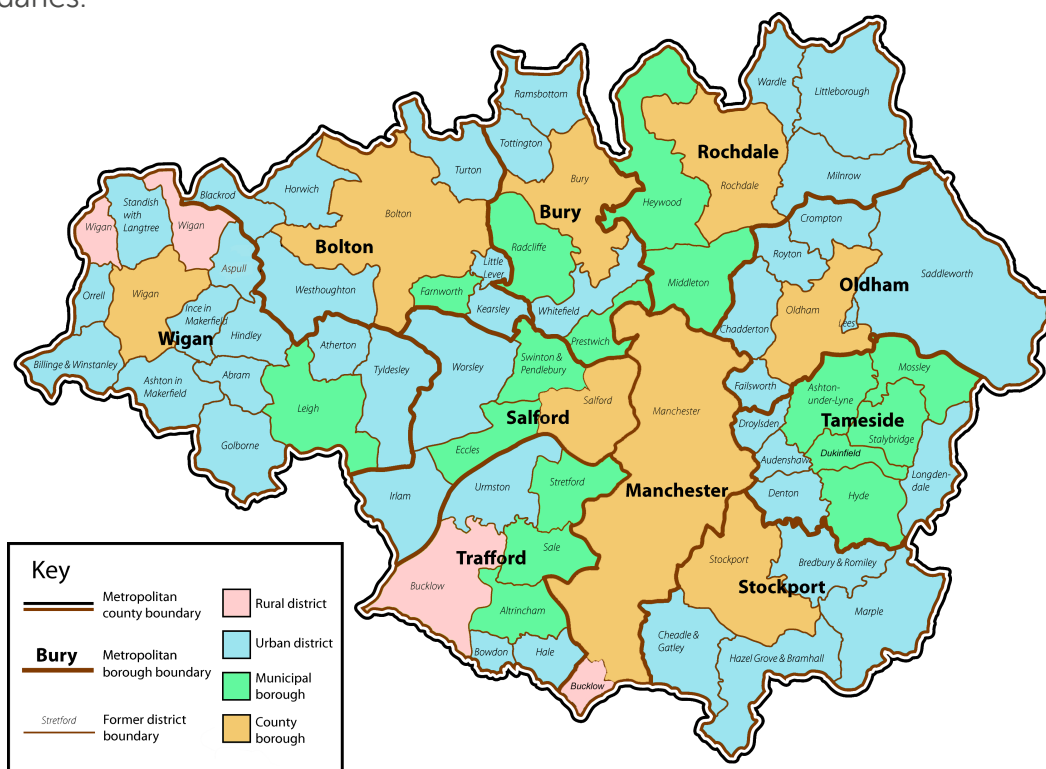 daries.
Ramsbottom
Wardle
Littleborough
Tottington
Rochdale
Turton
Bury
Rochdale
Milnrow
Blackrod
Horwich
Heywood
Standish
with
Langtree
Bolton
Bury
Wigan
Wigan
Crompton
Radcliffe
Bolton
Royton
Aspull
Little
Lever
Saddleworth
Middleton
Oldham
Westhoughton
Farnworth
Orrell
Wigan
Kearsley
Whitefield
Oldham
Ince in
Makerfield
Lees
Chadderton
Hindley
Wigan
Prestwich
Atherton
Swinton &
Pendlebury
Billinge & Winstanley
Worsley
Tyldesley
Mossley
Abram
Failsworth
Ashton-
under-Lyne
Ashton in
Makerfield
Salford
Manchester
Leigh
Salford
Droylsden
Tameside
Stalybridge
Golborne
Eccles
Dukinfield
Audenshaw
Longden-
dale
Urmston
Stretford
Manchester
Denton
Hyde
Irlam
Sale
Trafford
Stockport
Bredbury & Romiley
Bucklow
Stockport
Altrincham
Marple
Cheadle &
Gatley
Bowdon
Hale
Hazel Grove & Bramhall
Bucklow
Key
Metropolitan
county boundary
Bury
Metropolitan
borough boundary
Stretford
Former district
boundary
Rural district
Urban district
Municipal
borough
County
borough